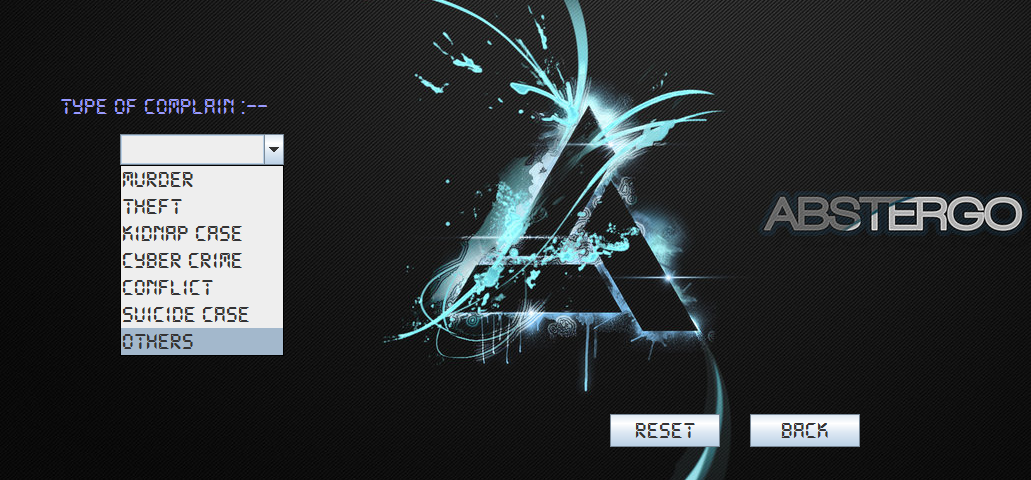 TYPE OF COMPLAIN :--
MURDER
THEFT
KIDNAP CASE
CYBER CRIME
CONFLICT
SUICIDE CASE
OTHERS
ABSTERGO
RESET
BACK